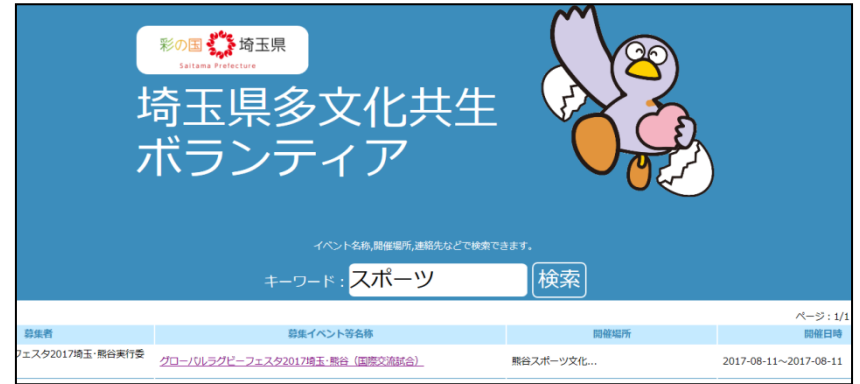 彩の国 埼玉県
Saitama Prefecture
埼玉県多文化共生
ボランティア
イベント名称,開催場所,連絡先などで検索できます。
キーワード：スポーツ 検索
ページ：1/1
募集者 募集イベント等名称 開催場所 開催日時
フェスタ2017埼玉･熊谷実行委 グローバルラグビーフェスタ2017埼玉･熊谷（国際交流試合） 熊谷スポーツ文化... 2017-08-11～2017-08-11